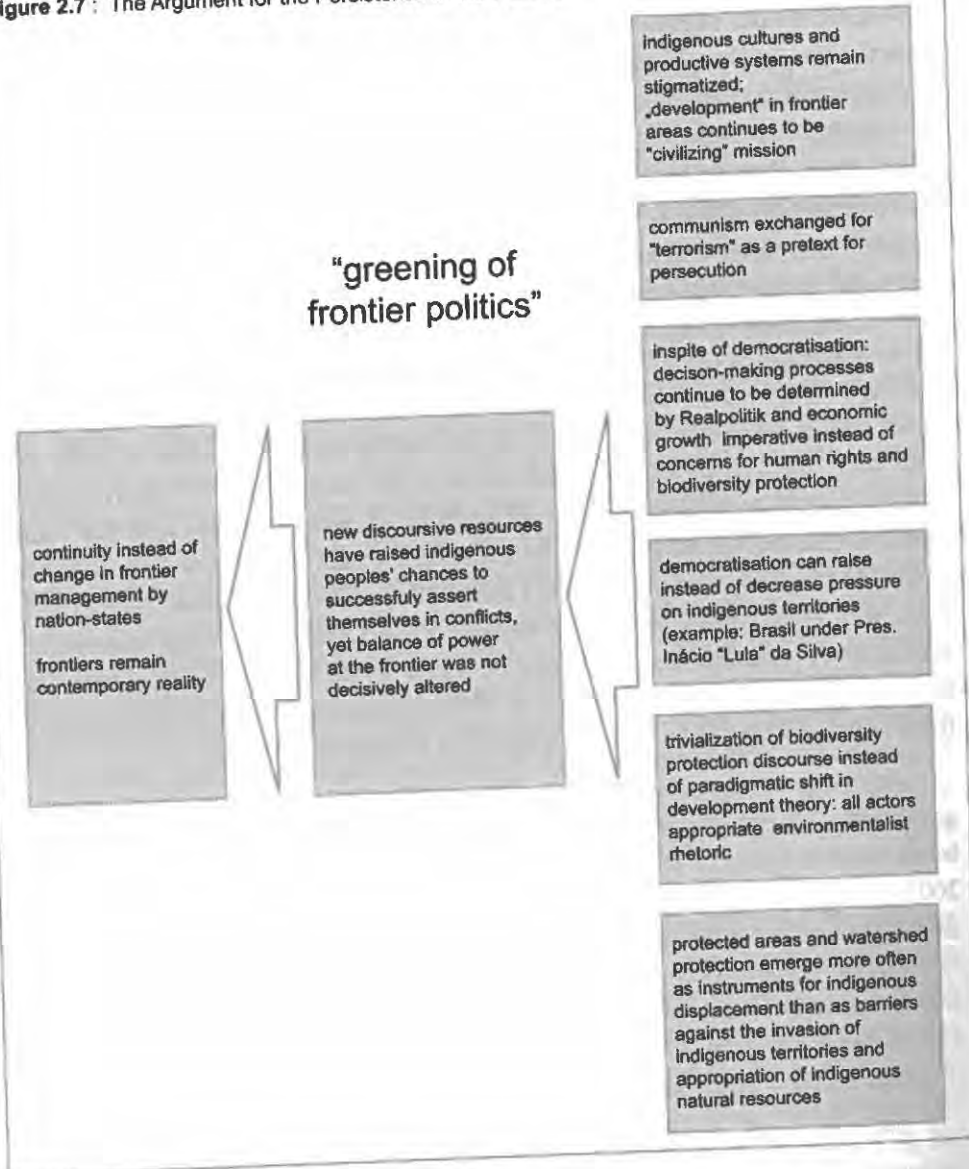 igure 2.7 : The Argument for the
indigenous cultures and
productive systems remain
stigmatized;
„development“ in frontier
areas continues to be
"civilizing" mission
communism exchanged for
"terrorism" as a pretext for
persecution
"greening of
frontier politics"
inspite of democratisation:
decison-making processes
continue to be determined
by Realpolitik and economic
growth imperative instead of
concerns for human rights and
biodiversity protection
continuity instead of
change in frontier
management by
nation-states
frontiers remain
contemporary reality
new discoursive resources
have raised indigenous
peoples' chances to
successfuly assert
themselves in conflicts,
yet balance of power
at the frontier was not
decisively altered
democratisation can raise
instead of decrease pressure
on indigenous territories
(example: Brasil under Pres.
Inácio "Lula" da Silva)
trivialization of biodiversity
protection discourse instead
of paradigmatic shift in
development theory: all actors
appropriate environmentalist
rhetoric
protected areas and watershed
protection emerge more often
as instruments for indigenous
displacement than as barriers
against the invasion of
indigenous territories and
appropriation of indigenous
natural resources